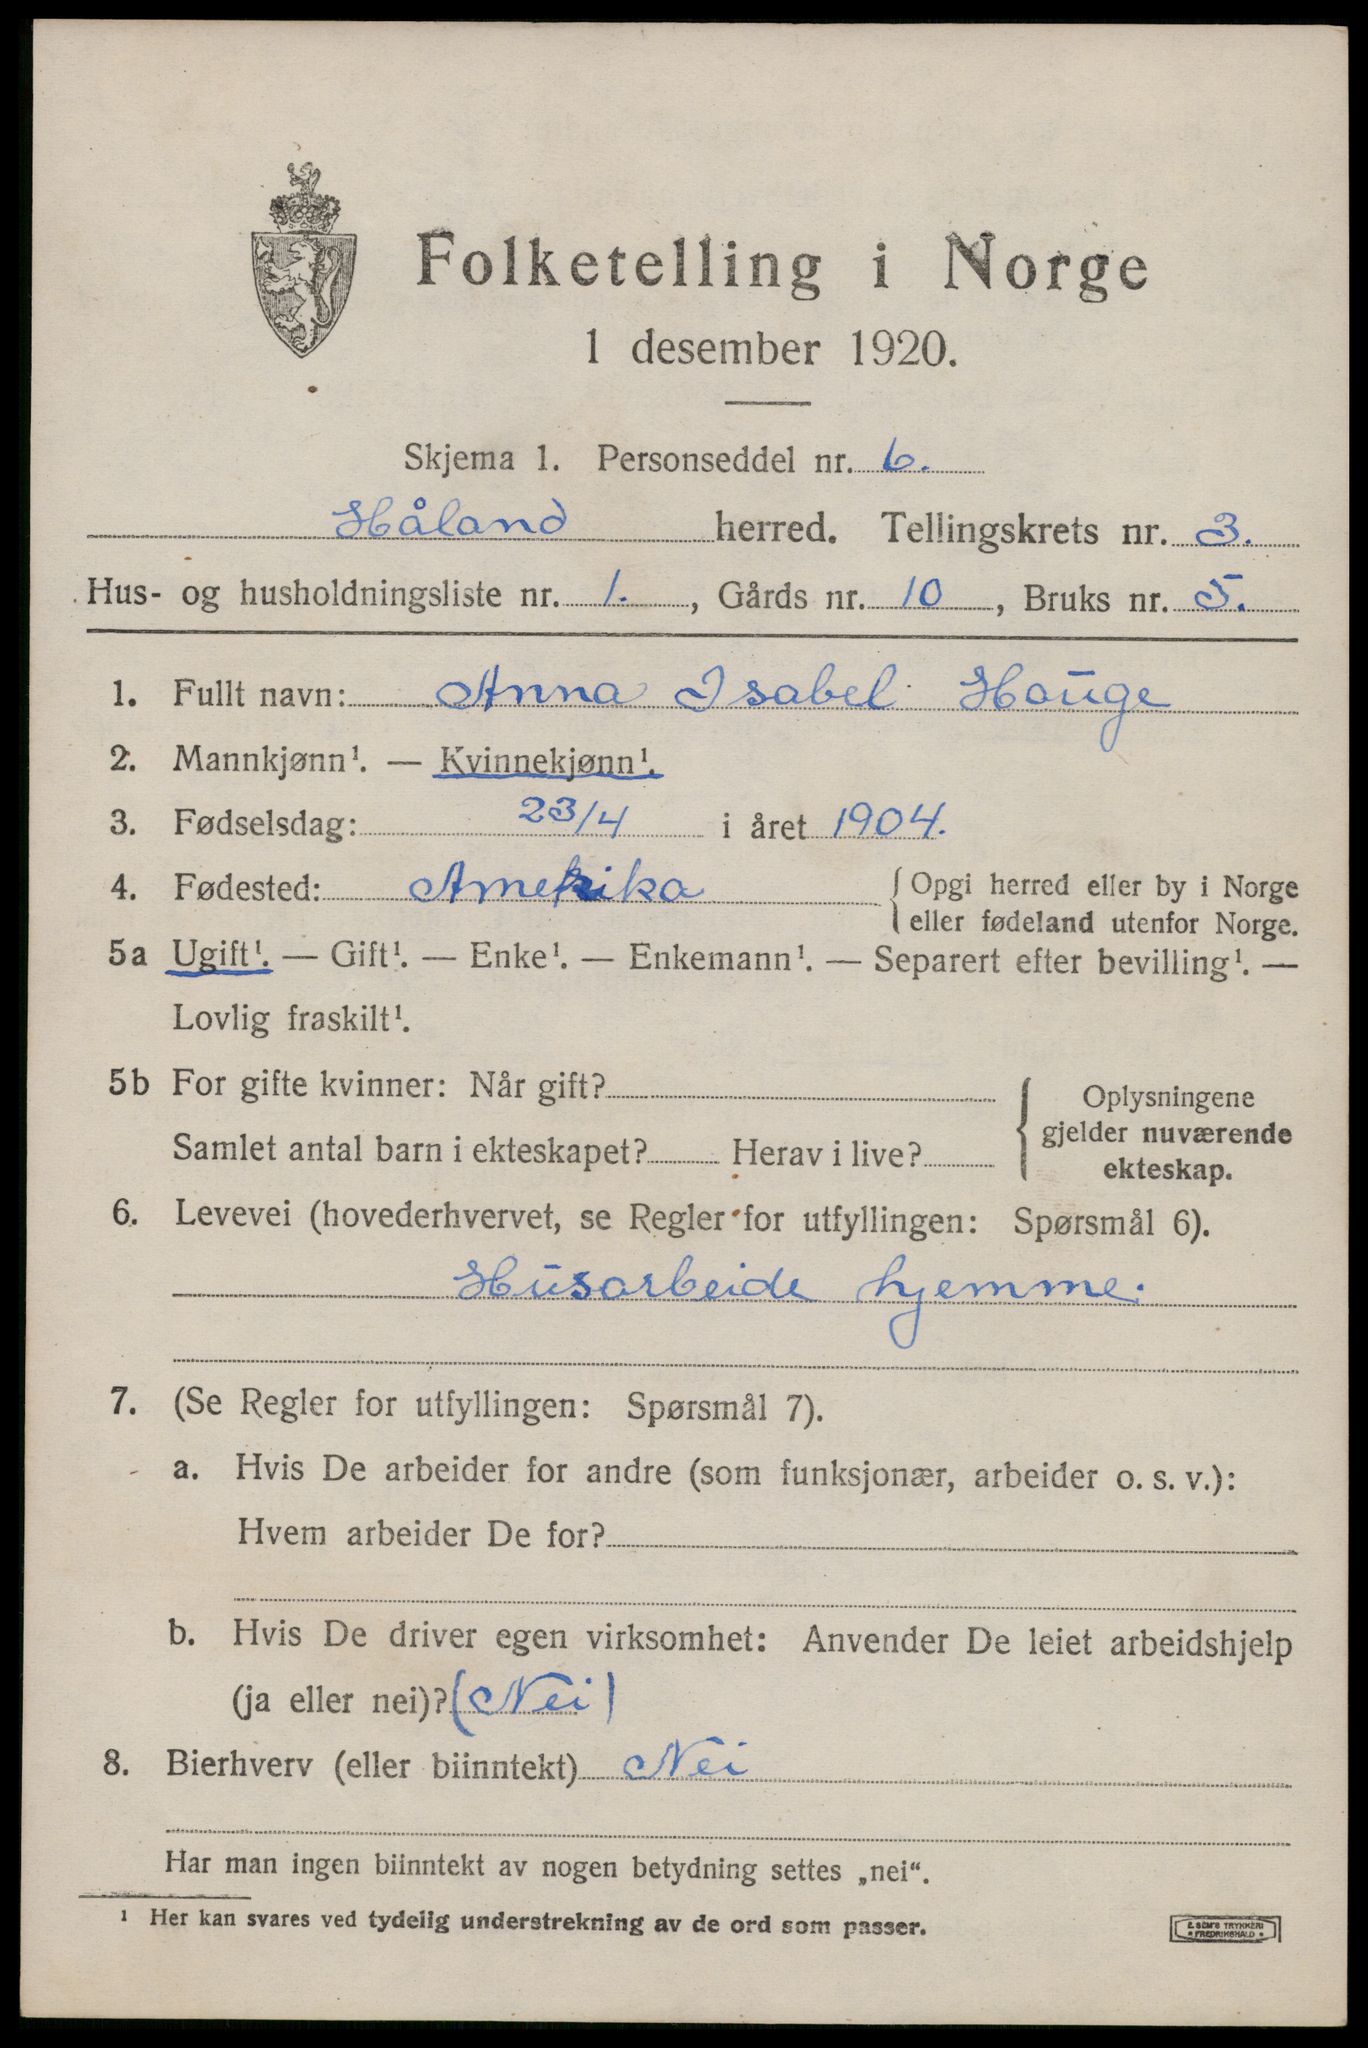 Folketelling i Norge
1 desember 1920.
Skjema 1. Personseddel nr. 6.
Håland herred. Tellingskrets nr. 3.
Hus- og husholdningsliste nr. 1., Gårds nr. 10, Bruks nr. 5.
1. Fullt navn: Anna Isabel Hauge
2. Mannkjønn¹. — Kvinnekjønn¹.
3. Fødselsdag: 23/4 i året 1904.
4. Fødested: Amerika {Opgi herred eller by i Norge
eller fødeland utenfor Norge.
5a Ugift¹. — Gift¹. — Enke¹. — Enkemann¹. — Separert efter bevilling¹. —
Lovlig fraskilt¹.
5b For gifte kvinner: Når gift?
Samlet antal barn i ekteskapet? Herav i live?
Oplysningene
gjelder nuværende
ekteskap.
6. Levevei (hovederhvervet, se Regler for utfyllingen: Spørsmål 6).
Husarbeide hjemme.
7. (Se Regler for utfyllingen: Spørsmål 7).
a. Hvis De arbeider for andre (som funksjonær, arbeider o. s. v.):
Hvem arbeider De for?
b. Hvis De driver egen virksomhet: Anvender De leiet arbeidshjelp
(ja eller nei)? (Nei)
8. Bierhverv (eller biinntekt) Nei
Har man ingen biinntekt av nogen betydning settes „nei“.
¹ Her kan svares ved tydelig understrekning av de ord som passer.
E. SEM'S TRYKKERI
* FREDRIKSHALD *